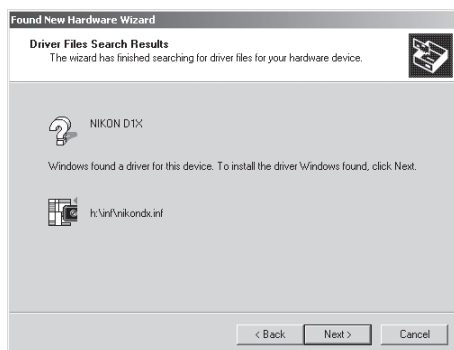 Found New Hardware Wizard
Driver Files Search Results
The wizard has finished searching for driver files for your hardware device.
NIKON D1X
Windows found a driver for this device. To install the driver Windows found, click Next.
h:\inf\nikondx.inf
< Back Next > Cancel